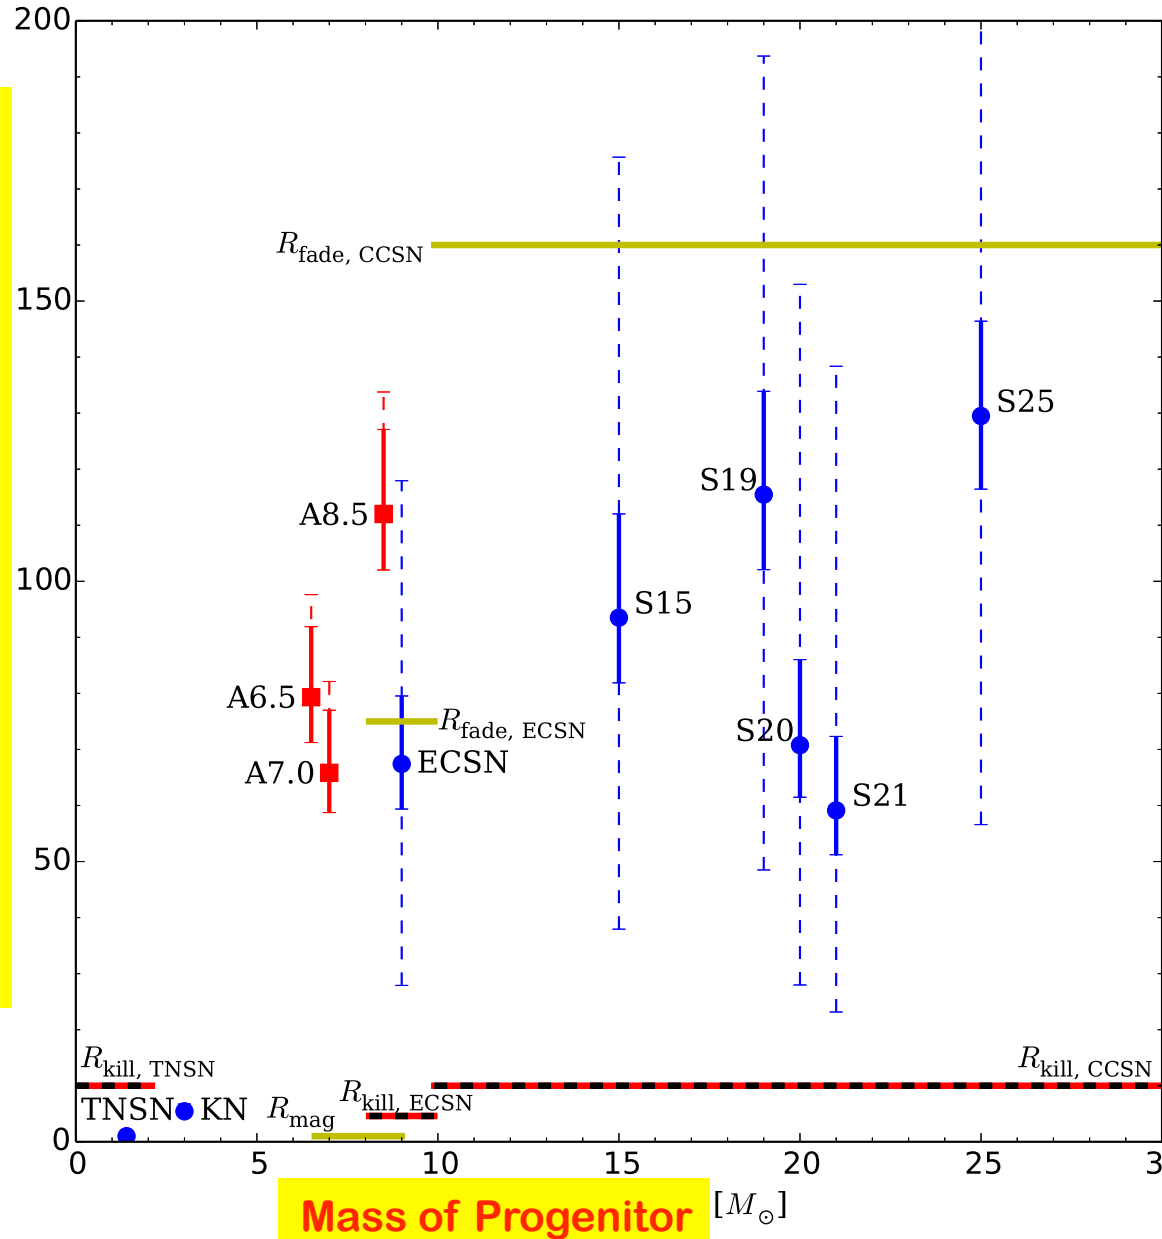 200
R_fade, CCSN
150
S25
S19
A8.5
100
S15
A6.5
R_fade, ECSN
S20
ECSN
A7.0
S21
50
R_kill, TNSN
R_kill, CCSN
R_kill, ECSN
TNSN
KN
R_mag
0
0 5 10 15 20 25 3
Mass of Progenitor [M☉]